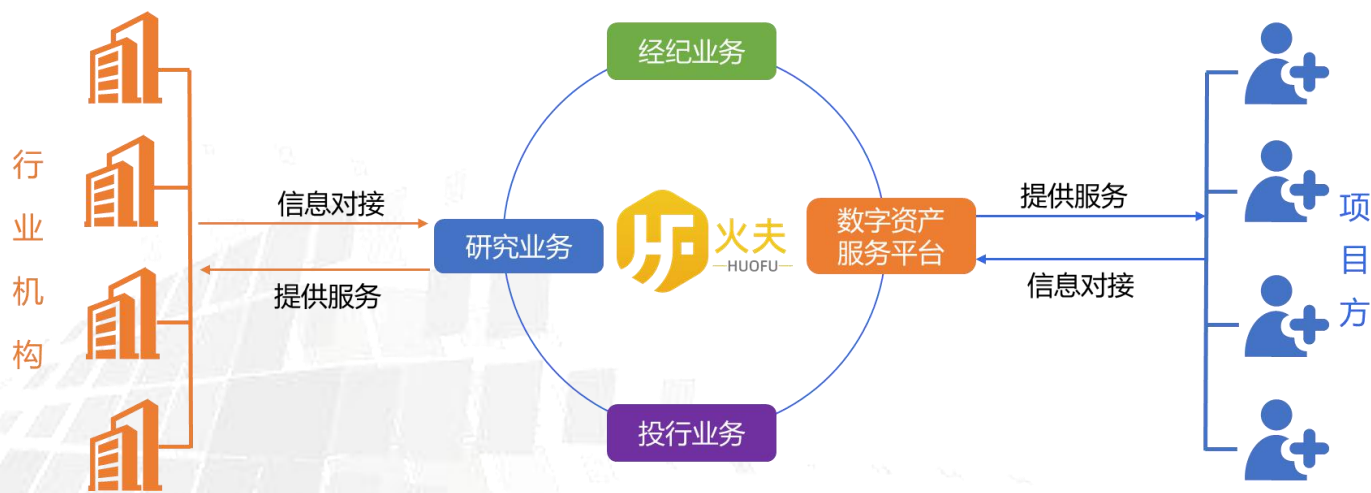 经纪业务
行业机构
信息对接
提供服务
研究业务
火夫
HUOFU
数字资产
服务平台
提供服务
信息对接
项目方
投行业务